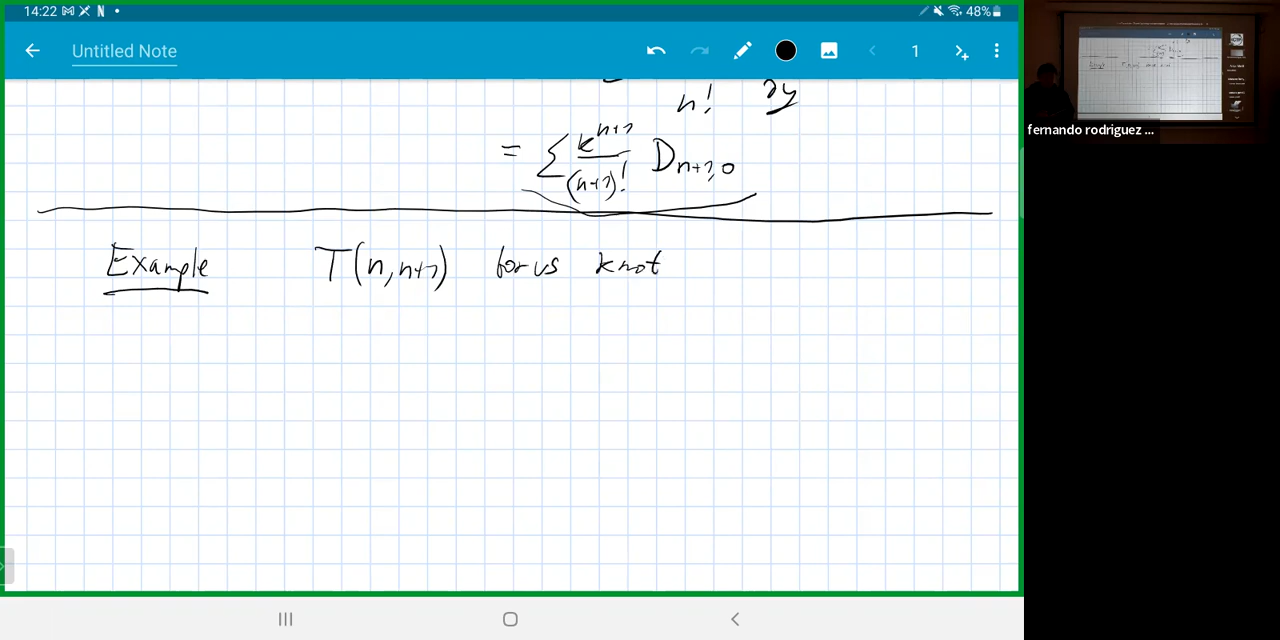 14:22 48%
Untitled Note 1
n! ∂y
= Σ k^{n+1}/(n+1)! D_{n+1,0}
Example T(n,n+1) torus knot
fernando rodriguez ...